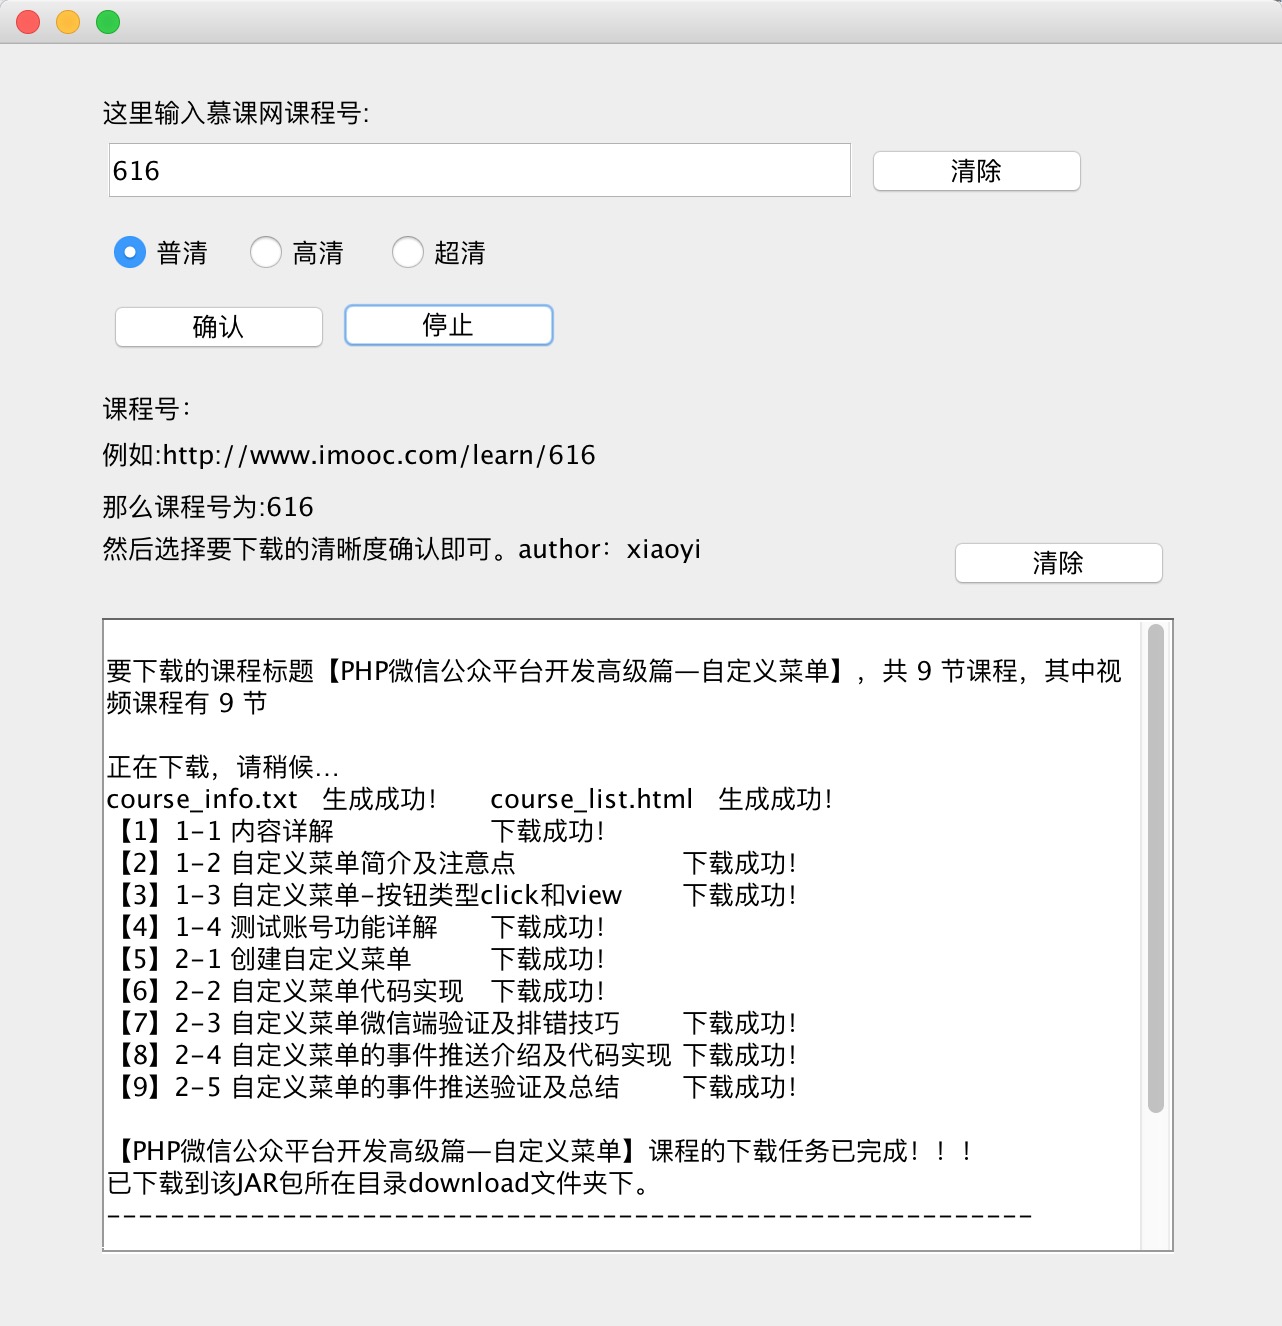 这里输入慕课网课程号:
616
清除
普清 高清 超清
确认 停止
课程号：
例如:http://www.imooc.com/learn/616
那么课程号为:616
然后选择要下载的清晰度确认即可。author：xiaoyi
清除
要下载的课程标题【PHP微信公众平台开发高级篇—自定义菜单】，共 9 节课程，其中视
频课程有 9 节
正在下载，请稍候...
course_info.txt 生成成功！ course_list.html 生成成功！
【1】1-1 内容详解 下载成功！
【2】1-2 自定义菜单简介及注意点 下载成功！
【3】1-3 自定义菜单-按钮类型click和view 下载成功！
【4】1-4 测试账号功能详解 下载成功！
【5】2-1 创建自定义菜单 下载成功！
【6】2-2 自定义菜单代码实现 下载成功！
【7】2-3 自定义菜单微信端验证及排错技巧 下载成功！
【8】2-4 自定义菜单的事件推送介绍及代码实现 下载成功！
【9】2-5 自定义菜单的事件推送验证及总结 下载成功！
【PHP微信公众平台开发高级篇—自定义菜单】课程的下载任务已完成！！！
已下载到该JAR包所在目录download文件夹下。
----------------------------------------------------------